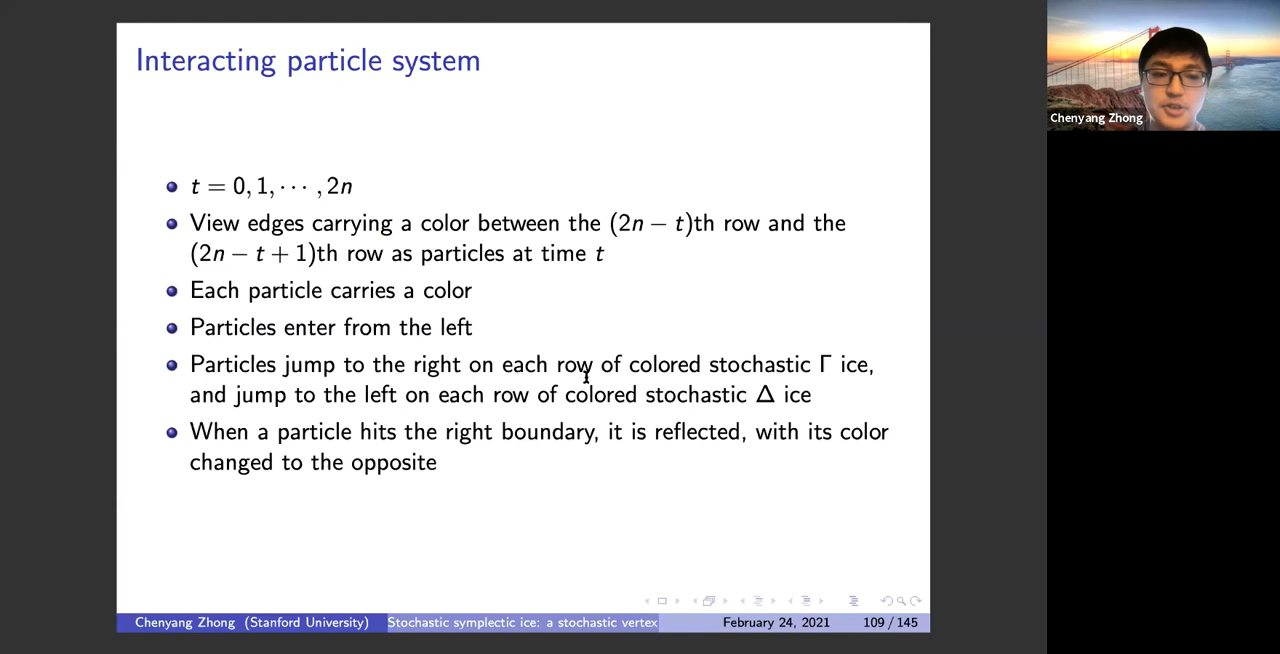 Interacting particle system
t = 0, 1, · · · , 2n
View edges carrying a color between the (2n − t)th row and the
(2n − t + 1)th row as particles at time t
Each particle carries a color
Particles enter from the left
Particles jump to the right on each row of colored stochastic Γ ice,
and jump to the left on each row of colored stochastic Δ ice
When a particle hits the right boundary, it is reflected, with its color
changed to the opposite
Chenyang Zhong (Stanford University)
Stochastic symplectic ice: a stochastic vertex
February 24, 2021
109 / 145
Chenyang Zhong